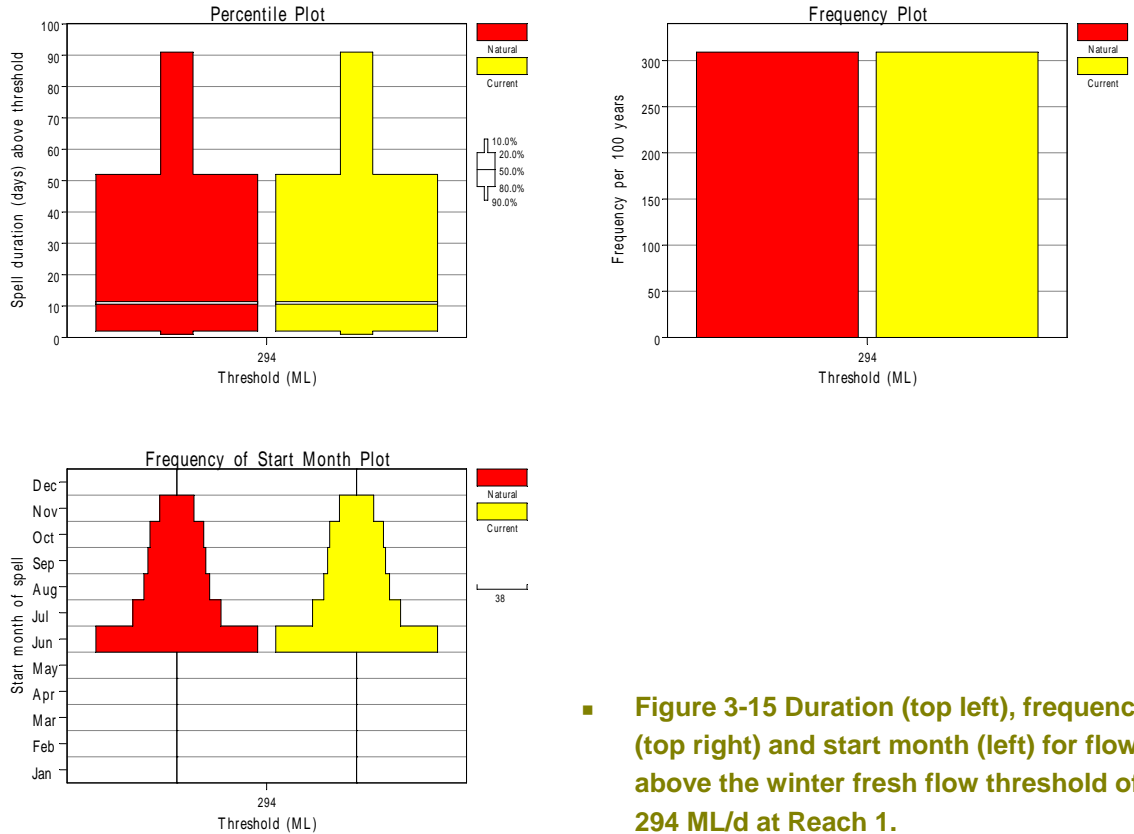 Percentile Plot
100
90
80
70
60
50
40
30
20
10
0
Spell duration (days) above threshold
294
Threshold (ML)
Natural
Current
10.0%
20.0%
50.0%
80.0%
90.0%
Frequency Plot
300
250
200
150
100
50
0
Frequency per 100 years
294
Threshold (ML)
Natural
Current
Frequency of Start Month Plot
Dec
Nov
Oct
Sep
Aug
Jul
Jun
May
Apr
Mar
Feb
Jan
Start month of spell
294
Threshold (ML)
Natural
Current
38
▪ Figure 3-15 Duration (top left), frequenc
(top right) and start month (left) for flow
above the winter fresh flow threshold of
294 ML/d at Reach 1.